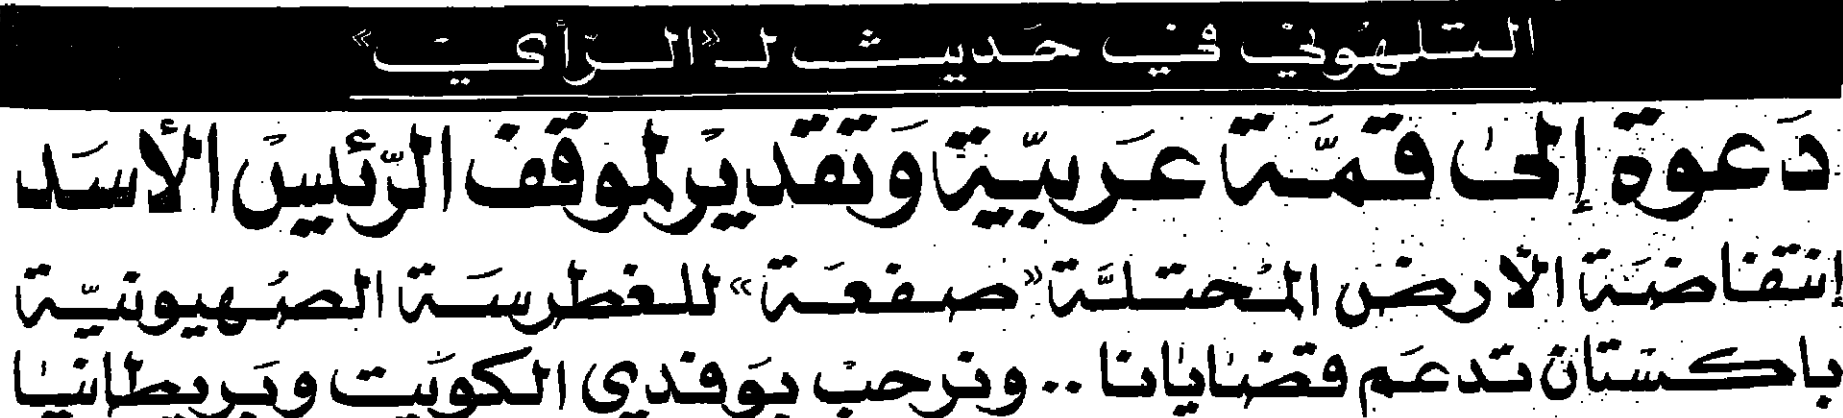 التلهوني في حديث لـ «الرأي»
دعوة إلى قمة عربية وتقدير لموقف الرئيس الأسد
إنتفاضة الأرض المحتلة «صفعة» للغطرسة الصهيونية
باكستان تدعم قضايانا .. ونرحب بوفدي الكويت وبريطانيا